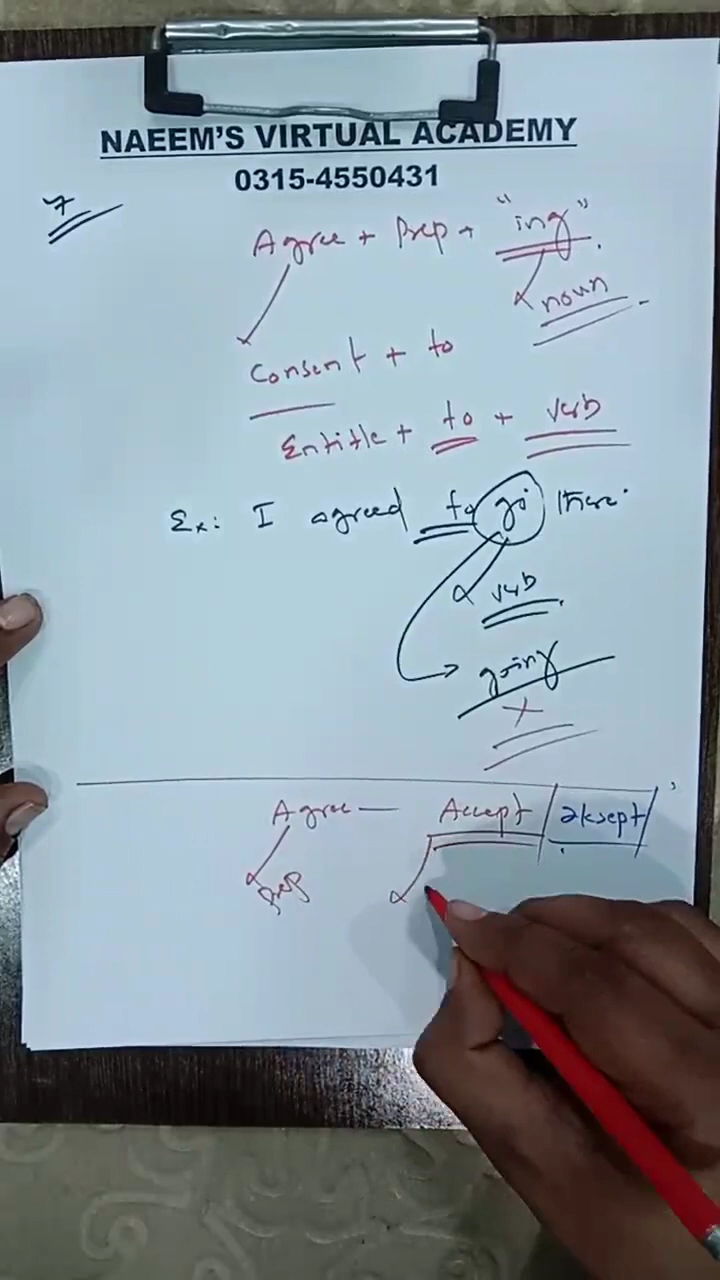 NAEEM'S VIRTUAL ACADEMY
0315-4550431
7
Agree + Prep + "ing".
noun
Consent + to
Entitle + to + verb
Ex: I agreed to go there.
verb
going
X
Agree — Accept / əksept /
Prep